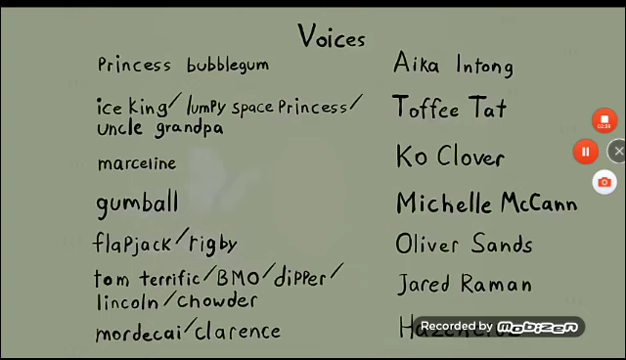 Voices
Princess bubblegum Aika Intong
ice King/lumpy space Princess/
uncle grandpa Toffee Tat
marceline Ko Clover
gumball Michelle McCann
flapjack/rigby Oliver Sands
tom terrific/BMO/dipper/
lincoln/chowder Jared Raman
mordecai/clarence
Recorded by mobizen